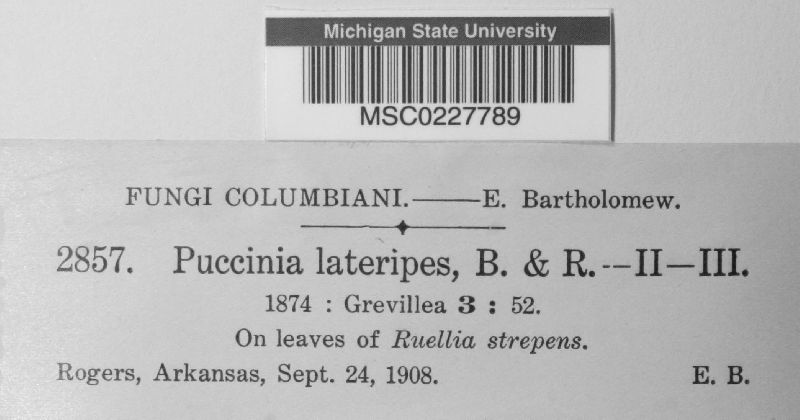 Michigan State University
MSC0227789
FUNGI COLUMBIANI.——E. Bartholomew.
2857. Puccinia lateripes, B. & R.--II—III.
1874 : Grevillea 3 : 52.
On leaves of Ruellia strepens.
Rogers, Arkansas, Sept. 24, 1908. E. B.